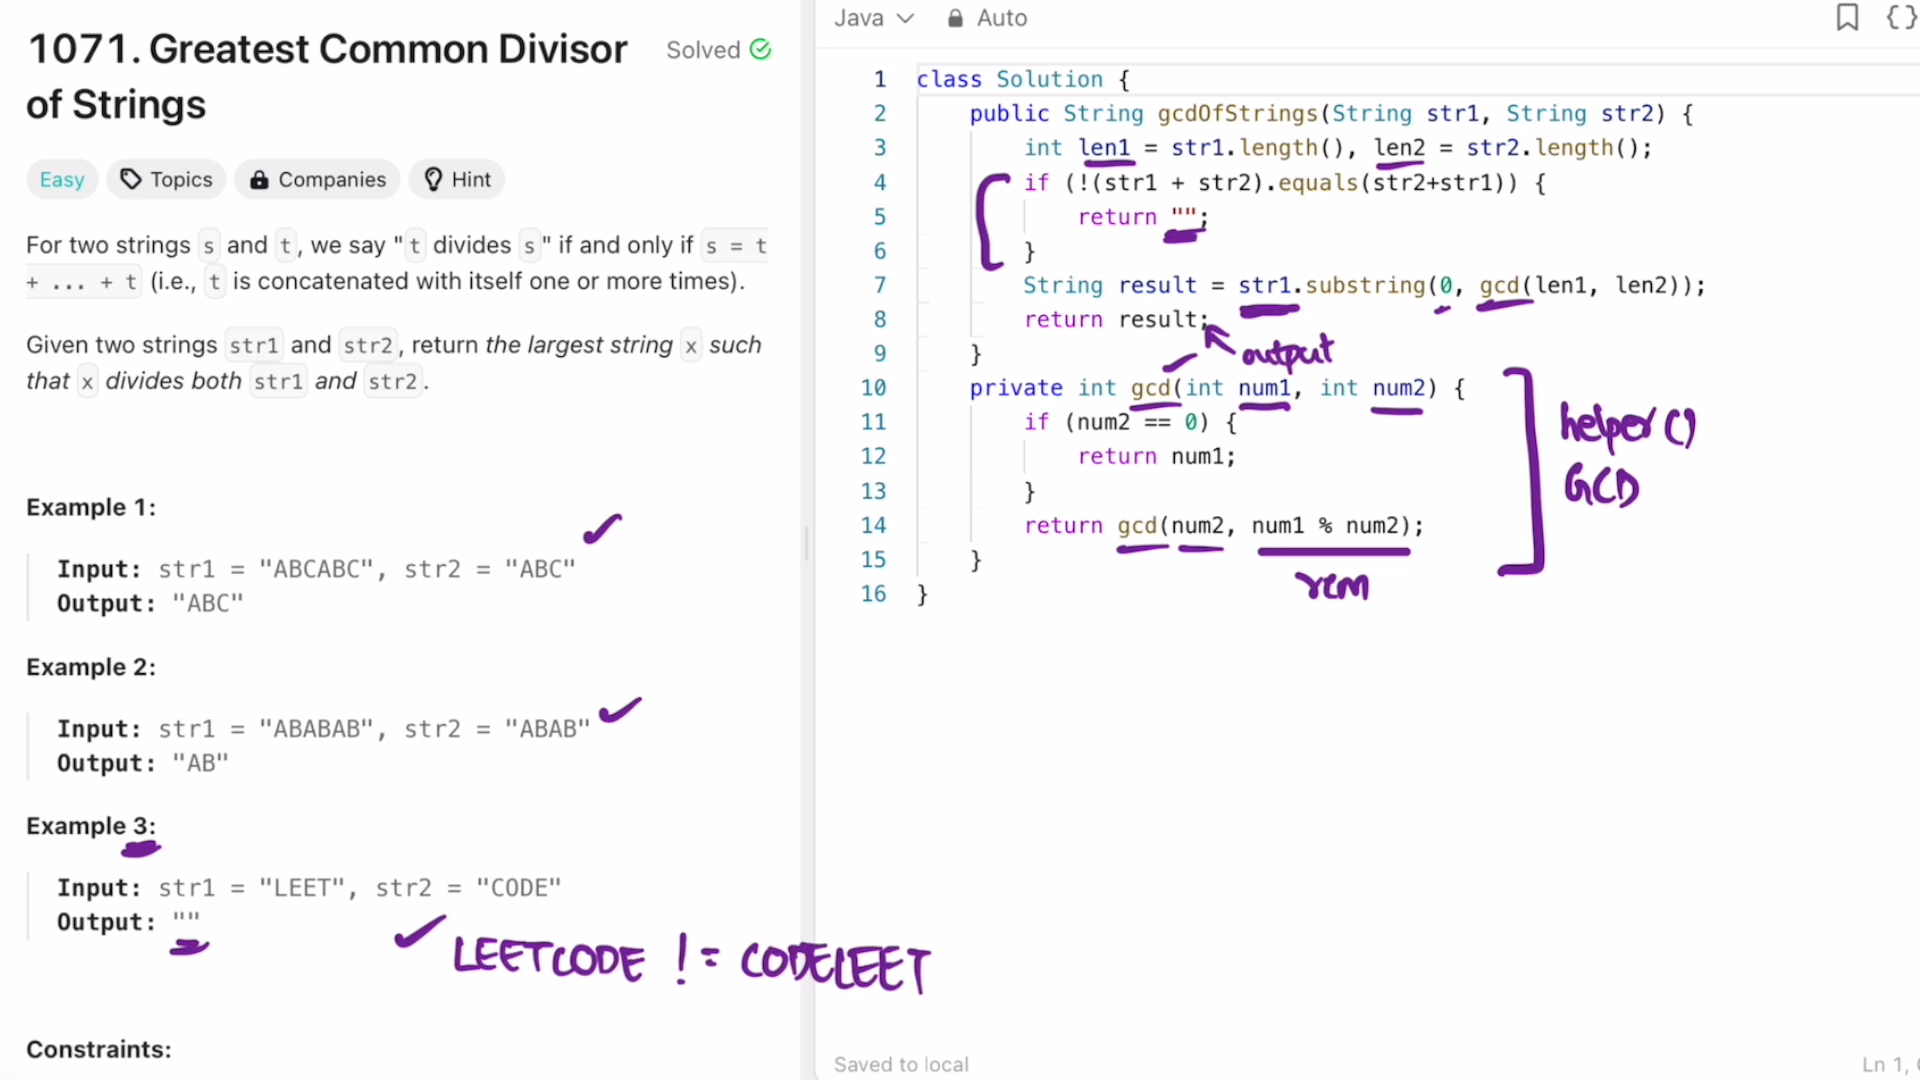 1071. Greatest Common Divisor
of Strings
Solved
Easy
Topics
Companies
Hint
For two strings s and t, we say "t divides s" if and only if s = t
+ ... + t (i.e., t is concatenated with itself one or more times).
Given two strings str1 and str2, return the largest string x such
that x divides both str1 and str2.
Example 1:
Input: str1 = "ABCABC", str2 = "ABC"
Output: "ABC"
Example 2:
Input: str1 = "ABABAB", str2 = "ABAB"
Output: "AB"
Example 3:
Input: str1 = "LEET", str2 = "CODE"
Output: ""
LEETCODE != CODELEET
Constraints:
Java
Auto
1 class Solution {
2 public String gcdOfStrings(String str1, String str2) {
3 int len1 = str1.length(), len2 = str2.length();
4 if (!(str1 + str2).equals(str2+str1)) {
5 return "";
6 }
7 String result = str1.substring(0, gcd(len1, len2));
8 return result;
output
9 }
10 private int gcd(int num1, int num2) {
11 if (num2 == 0) {
12 return num1;
13 }
14 return gcd(num2, num1 % num2);
15 }
16 }
rem
helper()
GCD
Saved to local
Ln 1,